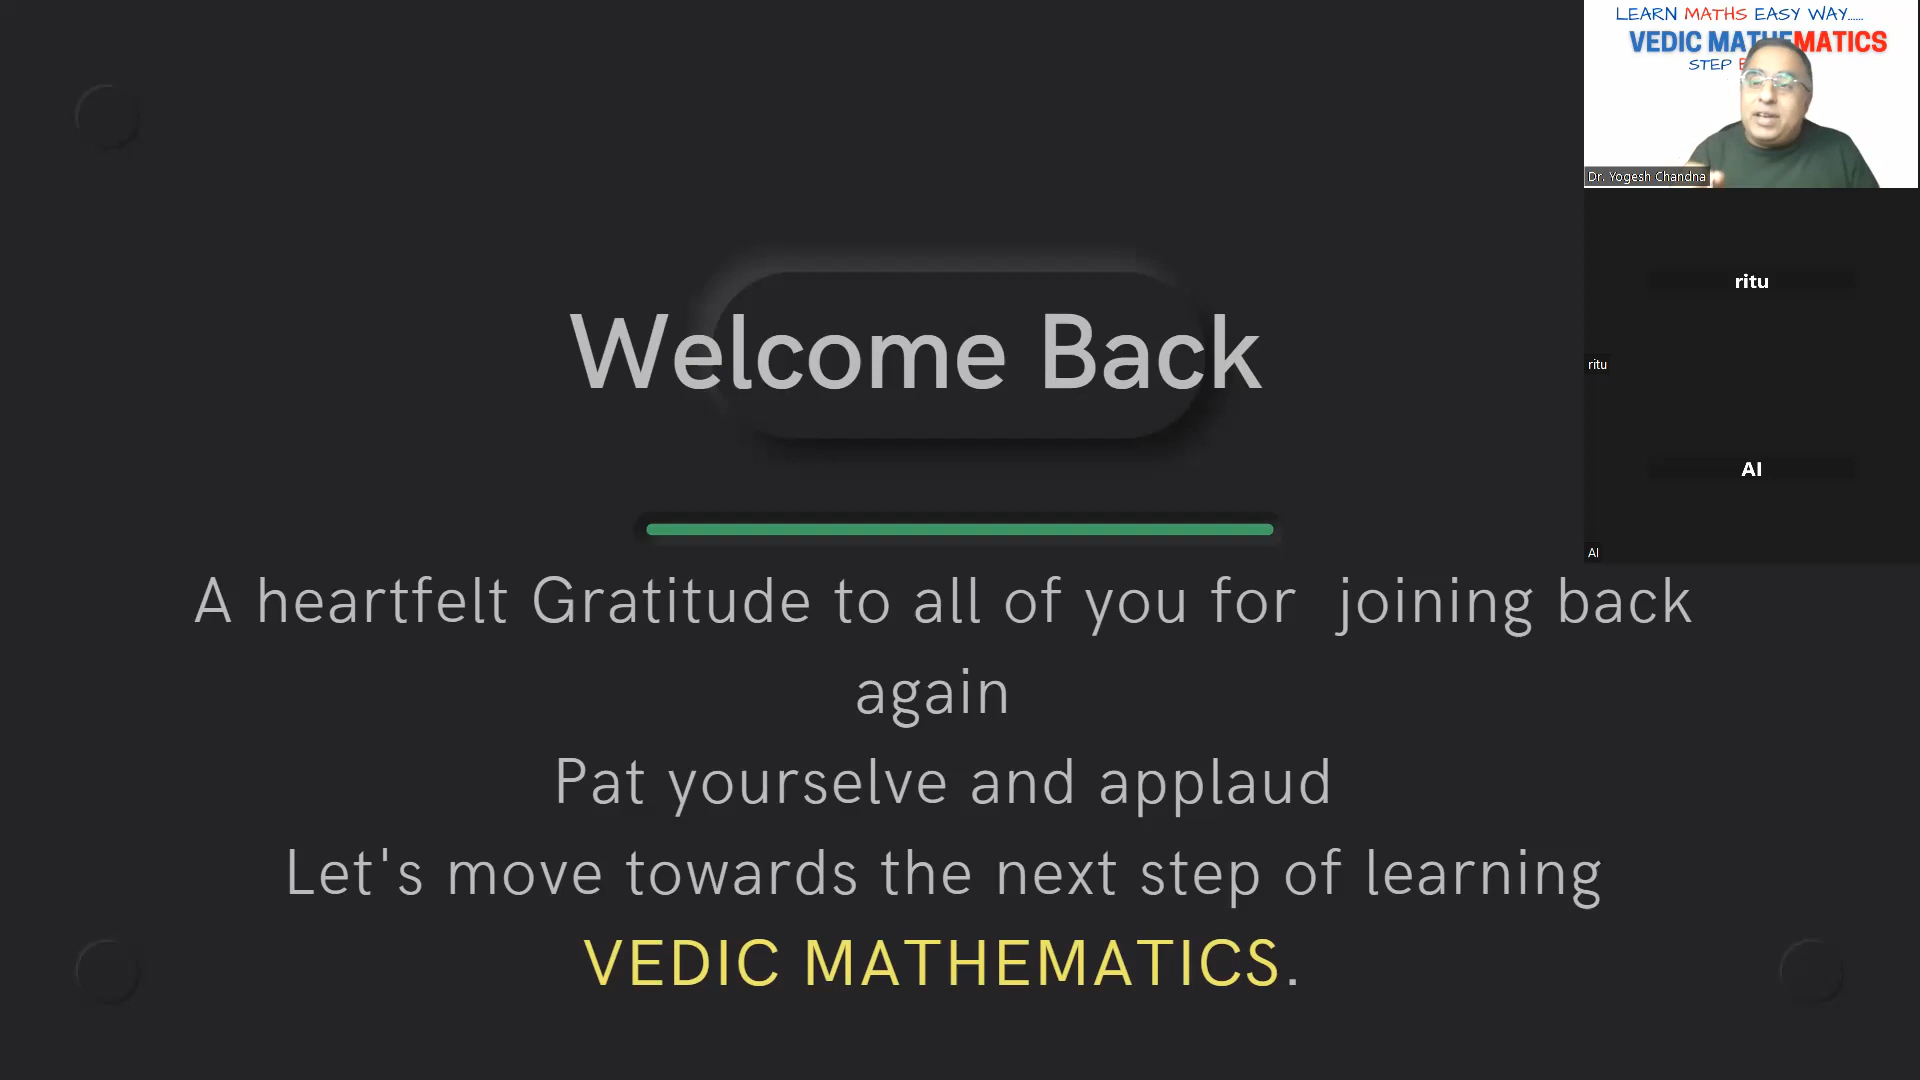 LEARN MATHS EASY WAY......
VEDIC MATHEMATICS
STEP
Dr. Yogesh Chandna
ritu
ritu
AI
AI
Welcome Back
A heartfelt Gratitude to all of you for joining back
again
Pat yourselve and applaud
Let's move towards the next step of learning
VEDIC MATHEMATICS.